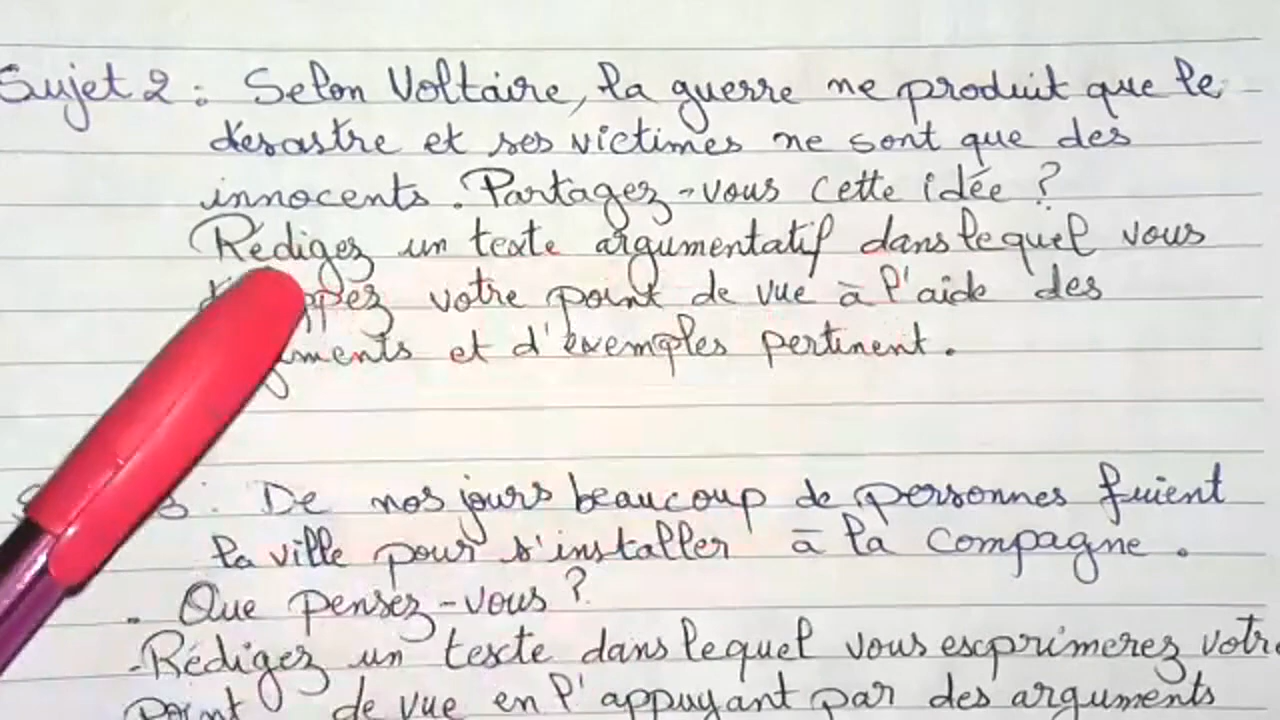 Sujet 2 : Selon Voltaire, la guerre ne produit que le
desastre et ses victimes ne sont que des
innocents. Partagez-vous cette idée ?
Rédigez un texte argumentatif dans lequel vous
votre point de vue à l'aide des
et d'exemples pertinent.
De nos jours beaucoup de personnes fuient
la ville pour s'installer à la compagne.
- Que pensez-vous ?
- Rédigez un texte dans lequel vous esxprimerez votre
point de vue en l'appuyant par des arguments